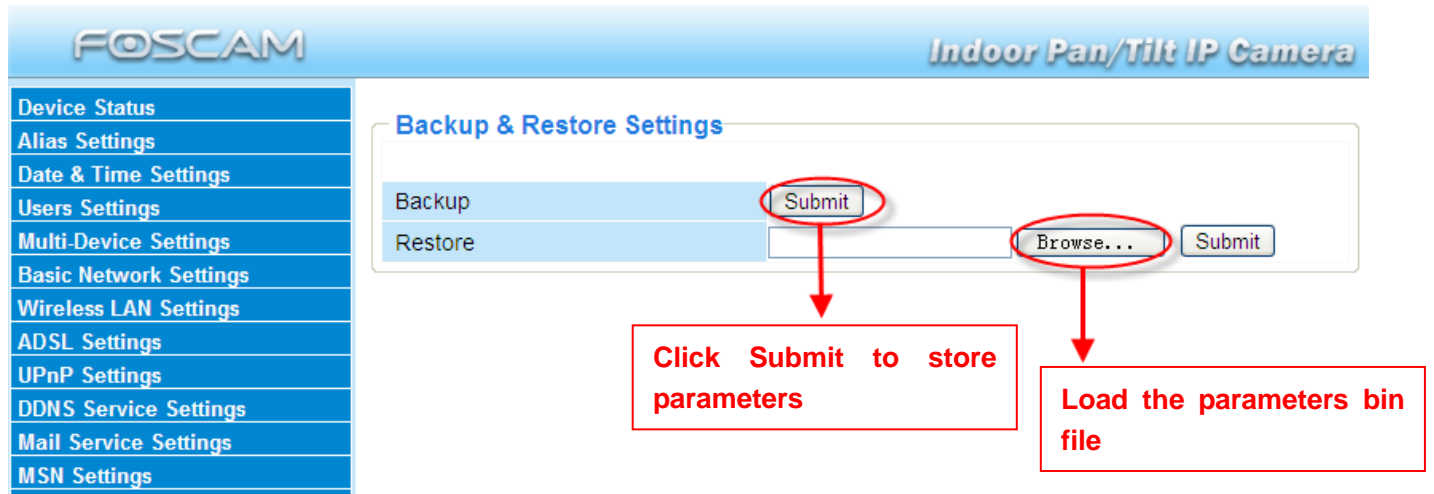 FOSCAM
Indoor Pan/Tilt IP Camera
Device Status
Alias Settings
Date & Time Settings
Users Settings
Multi-Device Settings
Basic Network Settings
Wireless LAN Settings
ADSL Settings
UPnP Settings
DDNS Service Settings
Mail Service Settings
MSN Settings
Backup & Restore Settings
Backup Submit
Restore Browse... Submit
Click Submit to store
parameters
Load the parameters bin
file